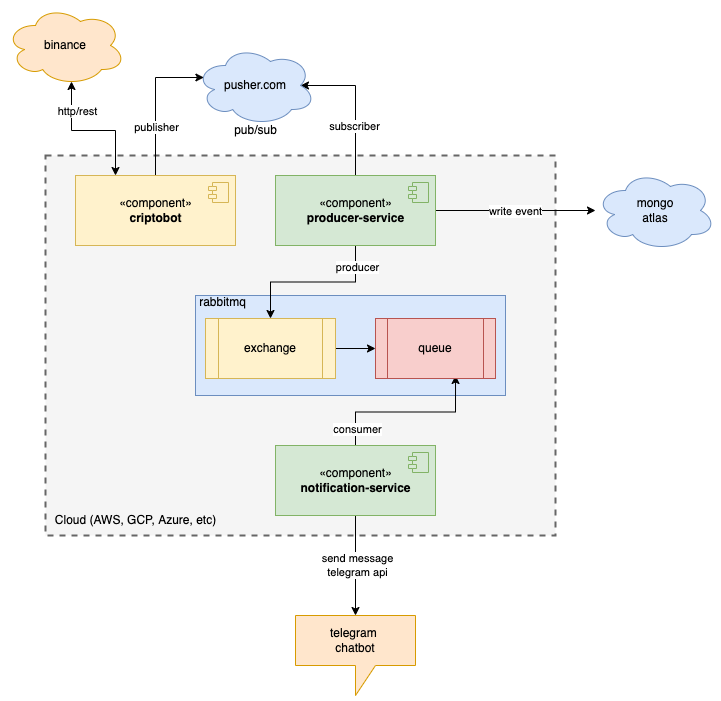 binance
pusher.com
http/rest
publisher
pub/sub
subscriber
«component»
criptobot
«component»
producer-service
write event
mongo
atlas
producer
rabbitmq
exchange
queue
consumer
«component»
notification-service
Cloud (AWS, GCP, Azure, etc)
send message
telegram api
telegram
chatbot